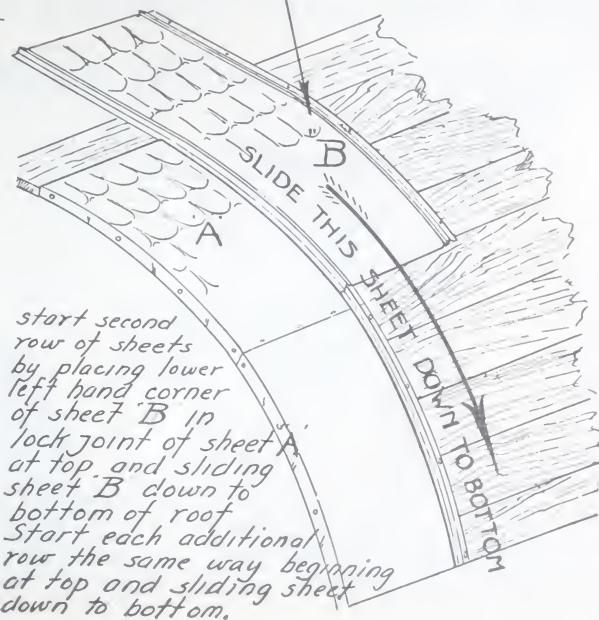 B
SLIDE THIS SHEET DOWN TO BOTTOM
A
start second
row of sheets
by placing lower
left hand corner
of sheet "B" in
lock joint of sheet "A"
at top and sliding
sheet "B" down to
bottom of roof
Start each additional
row the same way beginning
at top and sliding sheet
down to bottom.